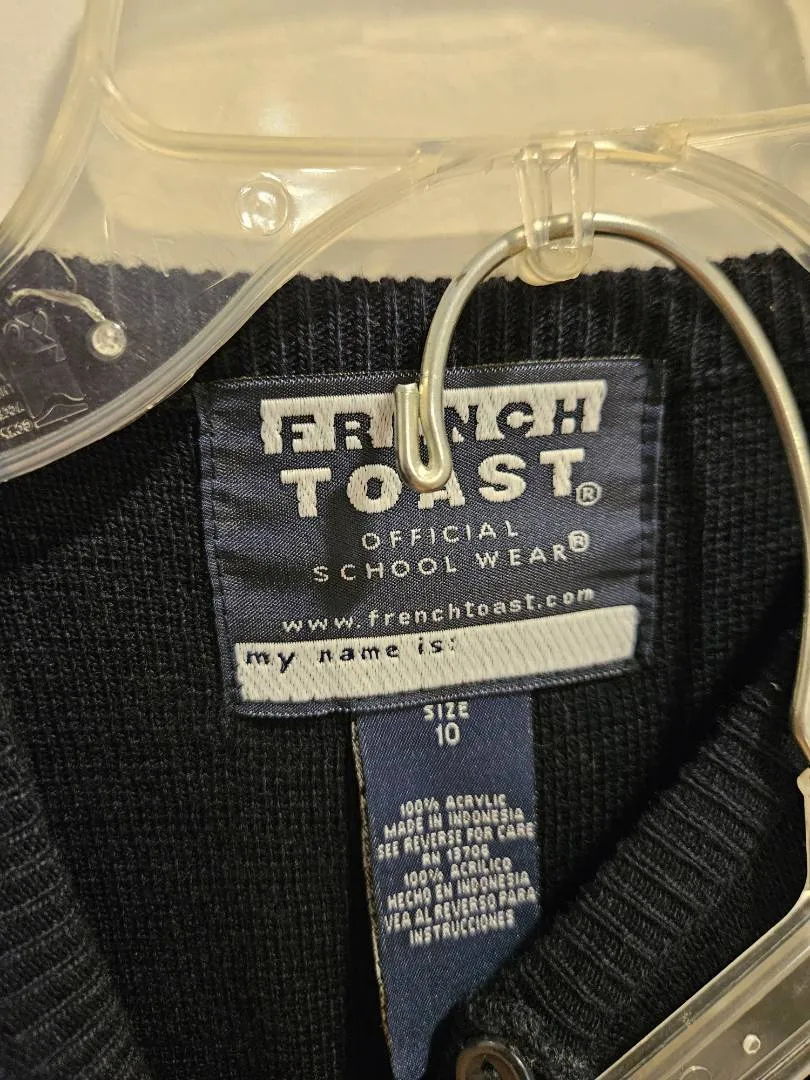 FRENCH
TOAST®
OFFICIAL
SCHOOL WEAR®
www.frenchtoast.com
my name is:
SIZE
10
100% ACRYLIC
MADE IN INDONESIA
SEE REVERSE FOR CARE
RN 13706
100% ACRILICO
HECHO EN INDONESIA
VEA AL REVERSO PARA
INSTRUCCIONES